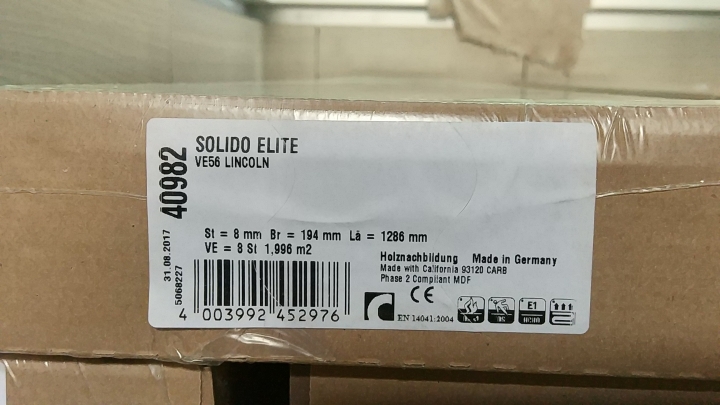 SOLIDO ELITE
VE56 LINCOLN
40982
31.08.2017
5068227
St = 8 mm Br = 194 mm Lä = 1286 mm
VE = 8 St 1,996 m2
Holznachbildung Made in Germany
Made with California 93120 CARB
Phase 2 Compliant MDF
4 003992 452976
CE
EN 14041:2004
E1